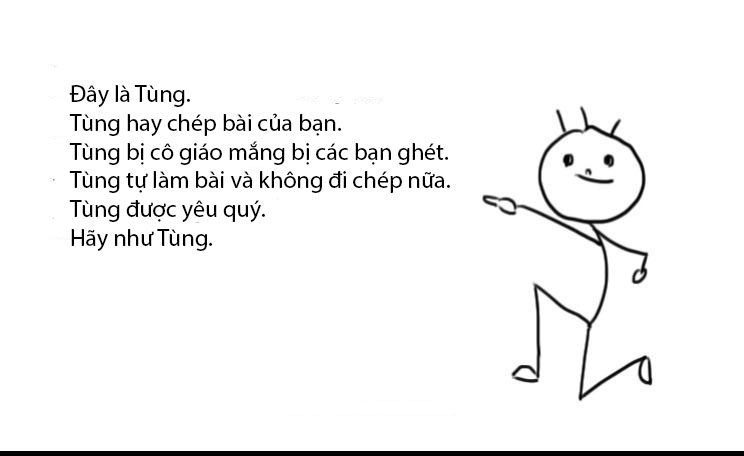 Đây là Tùng.
Tùng hay chép bài của bạn.
Tùng bị cô giáo mắng bị các bạn ghét.
Tùng tự làm bài và không đi chép nữa.
Tùng được yêu quý.
Hãy như Tùng.